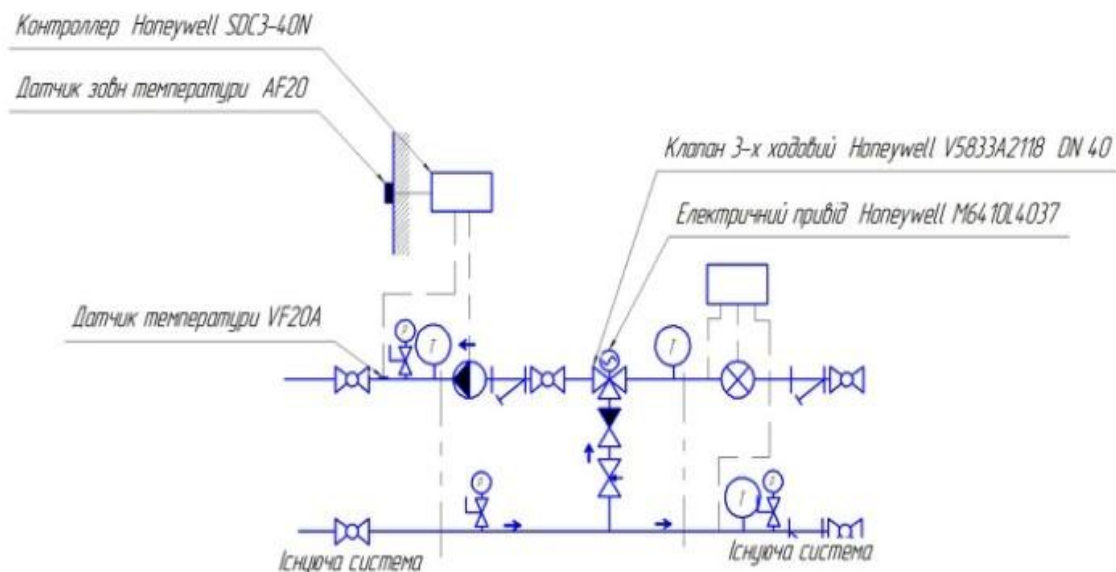 Контроллер Honeywell SDC3-40N
Датчик зовн температури AF20
Клапан 3-х ходовий Honeywell V5833A2118 DN 40
Електричний привід Honeywell M6410L4037
Датчик температури VF20A
P
T
T
P
T
P
Існуюча система
Існуюча система